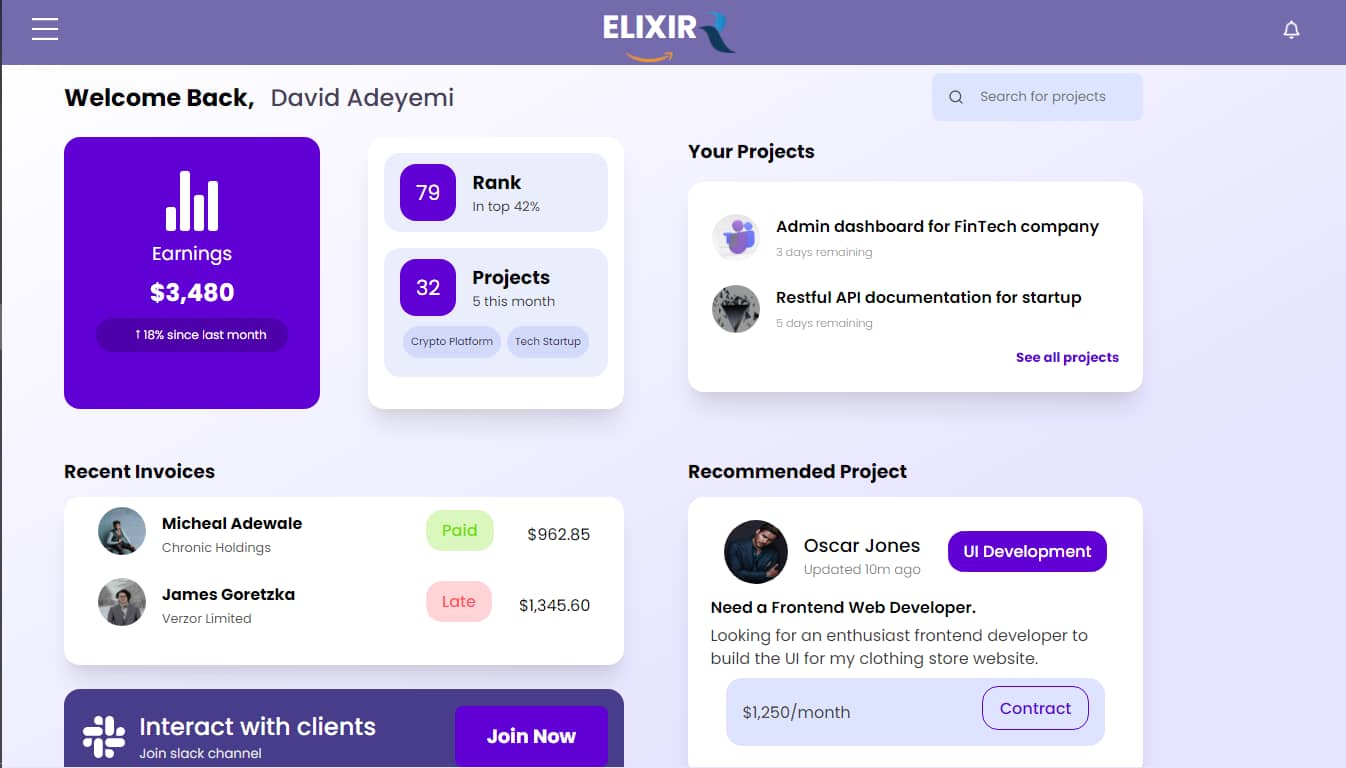 ELIXIR
Welcome Back, David Adeyemi
Search for projects
Earnings
$3,480
↑ 18% since last month
79
Rank
In top 42%
32
Projects
5 this month
Crypto Platform
Tech Startup
Your Projects
Admin dashboard for FinTech company
3 days remaining
Restful API documentation for startup
5 days remaining
See all projects
Recent Invoices
Micheal Adewale
Chronic Holdings
Paid
$962.85
James Goretzka
Verzor Limited
Late
$1,345.60
Interact with clients
Join slack channel
Join Now
Recommended Project
Oscar Jones
Updated 10m ago
UI Development
Need a Frontend Web Developer.
Looking for an enthusiast frontend developer to
build the UI for my clothing store website.
$1,250/month
Contract